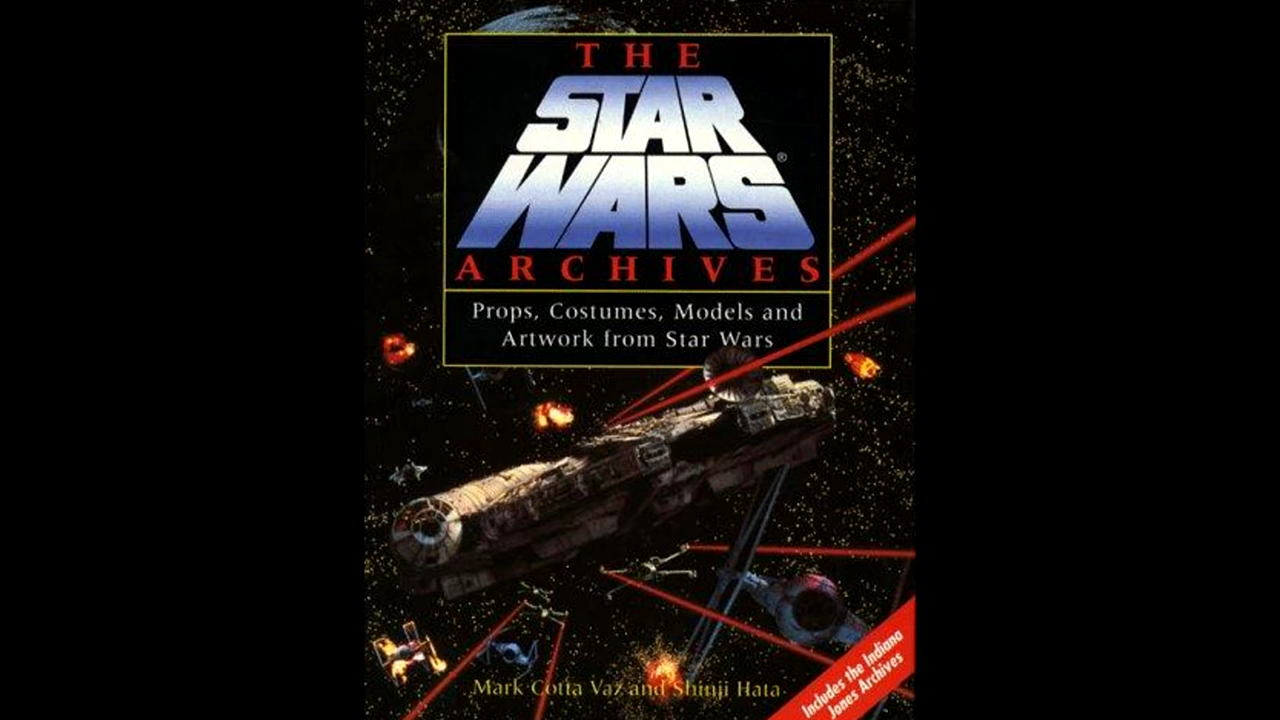 THE
STAR
WARS®
ARCHIVES
Props, Costumes, Models and
Artwork from Star Wars
Mark Cotta Vaz and Shinji Hata
Includes the Indiana
Jones Archives